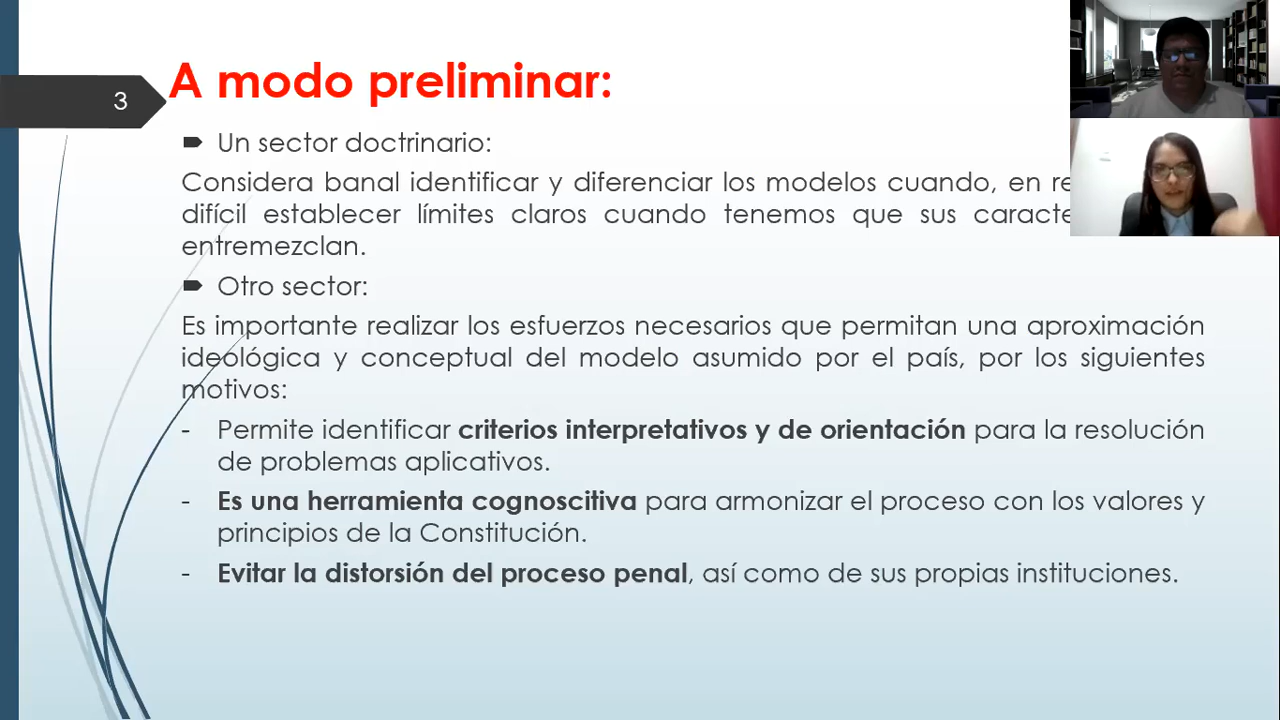 3
A modo preliminar:
Un sector doctrinario:
Considera banal identificar y diferenciar los modelos cuando, en
difícil establecer límites claros cuando tenemos que sus
entremezclan.
Otro sector:
Es importante realizar los esfuerzos necesarios que permitan una aproximación
ideológica y conceptual del modelo asumido por el país, por los siguientes
motivos:
- Permite identificar criterios interpretativos y de orientación para la resolución
de problemas aplicativos.
- Es una herramienta cognoscitiva para armonizar el proceso con los valores y
principios de la Constitución.
- Evitar la distorsión del proceso penal, así como de sus propias instituciones.